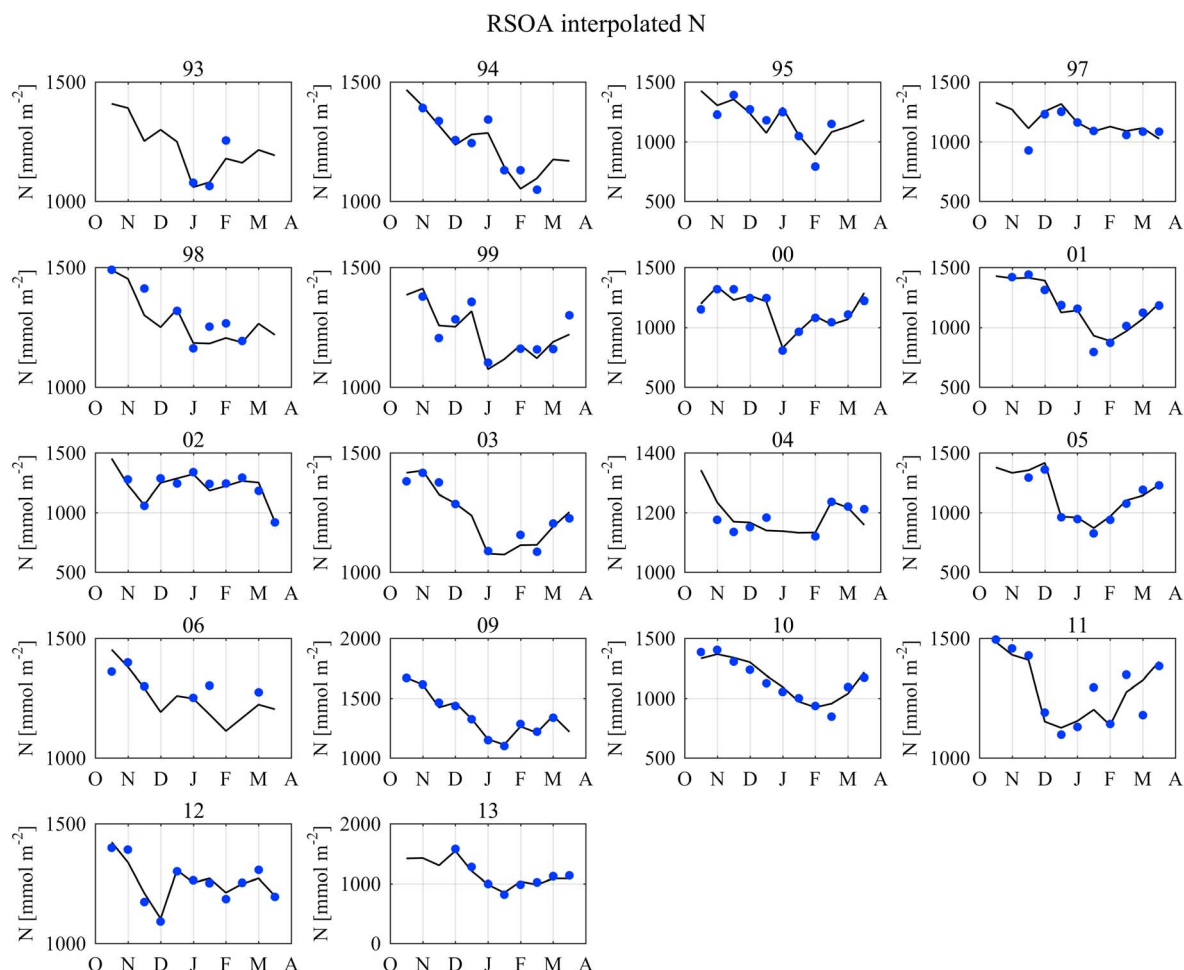 RSOA interpolated N
93 94 95 97
1500 1500 1500 1500
N [mmol m⁻²] N [mmol m⁻²] N [mmol m⁻²] N [mmol m⁻²]
1000 1000
1000 1000 500 500
O N D J F M A O N D J F M A O N D J F M A O N D J F M A
98 99 00 01
1500 1500 1500 1500
N [mmol m⁻²] N [mmol m⁻²] N [mmol m⁻²] N [mmol m⁻²]
1000 1000
1000 1000 500 500
O N D J F M A O N D J F M A O N D J F M A O N D J F M A
02 03 04 05
1500 1500 1400 1500
N [mmol m⁻²] N [mmol m⁻²] N [mmol m⁻²] N [mmol m⁻²]
1000 1200 1000
500 1000 1000 500
O N D J F M A O N D J F M A O N D J F M A O N D J F M A
06 09 10 11
1500 2000 1500 1500
N [mmol m⁻²] N [mmol m⁻²] N [mmol m⁻²] N [mmol m⁻²]
1500 1000
1000 1000 500 1000
O N D J F M A O N D J F M A O N D J F M A O N D J F M A
12 13
1500 2000
N [mmol m⁻²] N [mmol m⁻²]
1000
1000 0
O N D J F M A O N D J F M A